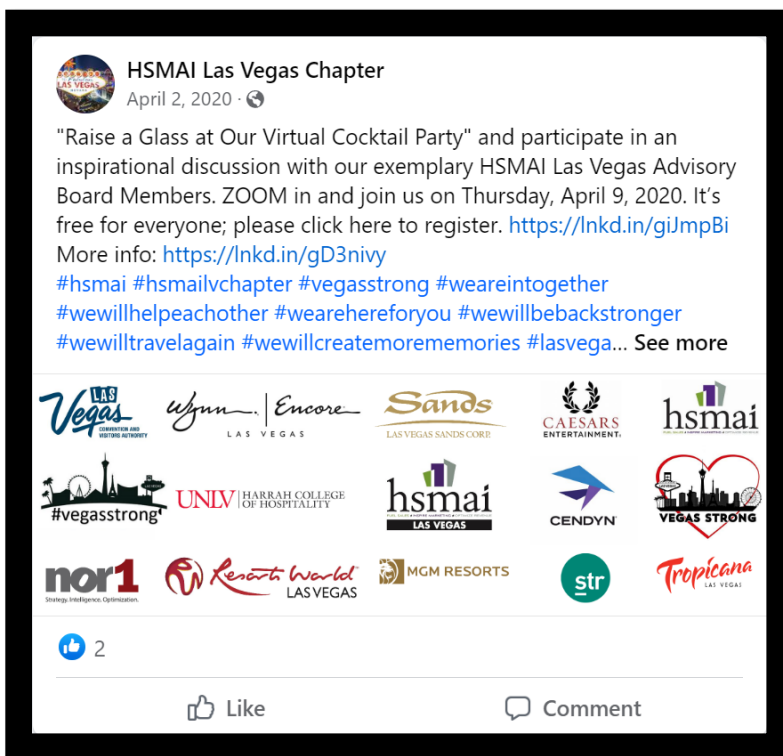 HSMAI Las Vegas Chapter
April 2, 2020 ·
"Raise a Glass at Our Virtual Cocktail Party" and participate in an
inspirational discussion with our exemplary HSMAI Las Vegas Advisory
Board Members. ZOOM in and join us on Thursday, April 9, 2020. It's
free for everyone; please click here to register. https://lnkd.in/giJmpBi
More info: https://lnkd.in/gD3nivy
#hsmai #hsmailvchapter #vegasstrong #weareintogether
#wewillhelpeachother #wearehereforyou #wewillbebackstronger
#wewilltravelagain #wewillcreatemorememories #lasvega... See more
LAS
Vegas
CONVENTION AND
VISITORS AUTHORITY
Wynn. | Encore
LAS VEGAS
Sands
LAS VEGAS SANDS CORP.
CAESARS
ENTERTAINMENT.
hsmai
#vegasstrong
UNLV | HARRAH COLLEGE
OF HOSPITALITY
hsmai
LAS VEGAS
CENDYN
VEGAS STRONG
nor1
Strategy. Intelligence. Optimization.
RW Resorts World
LAS VEGAS
MGM RESORTS
str
Tropicana
LAS VEGAS
2
Like
Comment